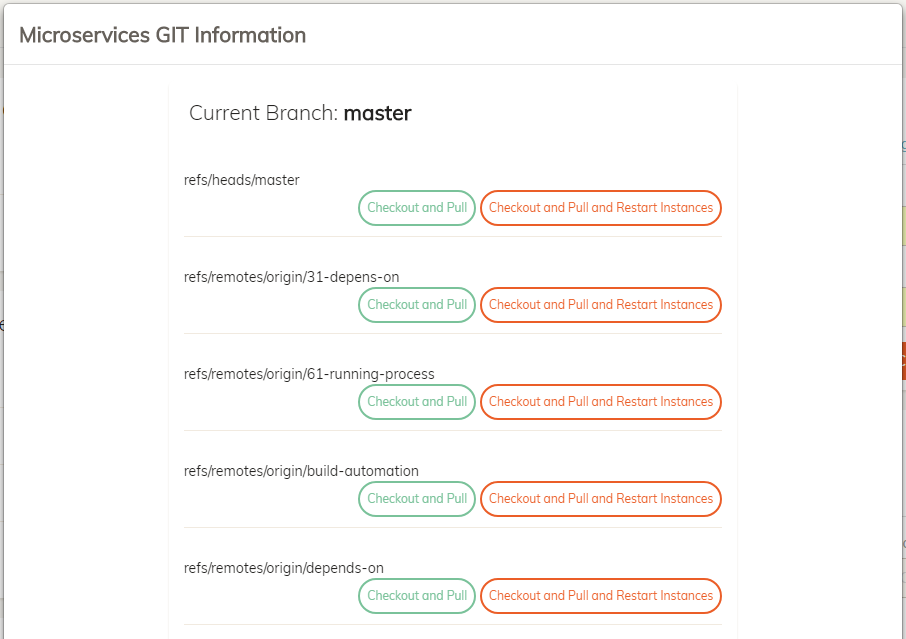 Microservices GIT Information
Current Branch: master
refs/heads/master
Checkout and Pull Checkout and Pull and Restart Instances
refs/remotes/origin/31-depens-on
Checkout and Pull Checkout and Pull and Restart Instances
refs/remotes/origin/61-running-process
Checkout and Pull Checkout and Pull and Restart Instances
refs/remotes/origin/build-automation
Checkout and Pull Checkout and Pull and Restart Instances
refs/remotes/origin/depends-on
Checkout and Pull Checkout and Pull and Restart Instances